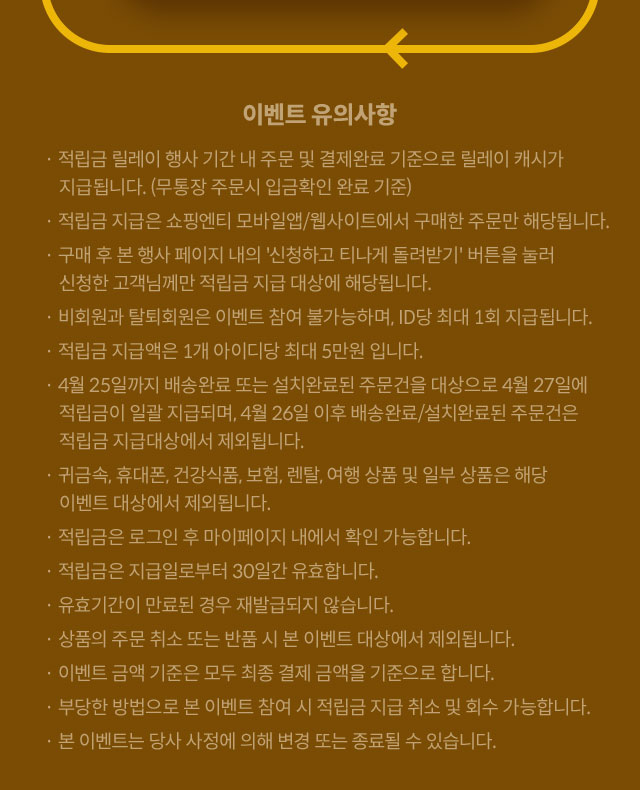 이벤트 유의사항
· 적립금 릴레이 행사 기간 내 주문 및 결제완료 기준으로 릴레이 캐시가
지급됩니다. (무통장 주문시 입금확인 완료 기준)
· 적립금 지급은 쇼핑엔티 모바일앱/웹사이트에서 구매한 주문만 해당됩니다.
· 구매 후 본 행사 페이지 내의 '신청하고 티나게 돌려받기' 버튼을 눌러
신청한 고객님께만 적립금 지급 대상에 해당됩니다.
· 비회원과 탈퇴회원은 이벤트 참여 불가능하며, ID당 최대 1회 지급됩니다.
· 적립금 지급액은 1개 아이디당 최대 5만원 입니다.
· 4월 25일까지 배송완료 또는 설치완료된 주문건을 대상으로 4월 27일에
적립금이 일괄 지급되며, 4월 26일 이후 배송완료/설치완료된 주문건은
적립금 지급대상에서 제외됩니다.
· 귀금속, 휴대폰, 건강식품, 보험, 렌탈, 여행 상품 및 일부 상품은 해당
이벤트 대상에서 제외됩니다.
· 적립금은 로그인 후 마이페이지 내에서 확인 가능합니다.
· 적립금은 지급일로부터 30일간 유효합니다.
· 유효기간이 만료된 경우 재발급되지 않습니다.
· 상품의 주문 취소 또는 반품 시 본 이벤트 대상에서 제외됩니다.
· 이벤트 금액 기준은 모두 최종 결제 금액을 기준으로 합니다.
· 부당한 방법으로 본 이벤트 참여 시 적립금 지급 취소 및 회수 가능합니다.
· 본 이벤트는 당사 사정에 의해 변경 또는 종료될 수 있습니다.